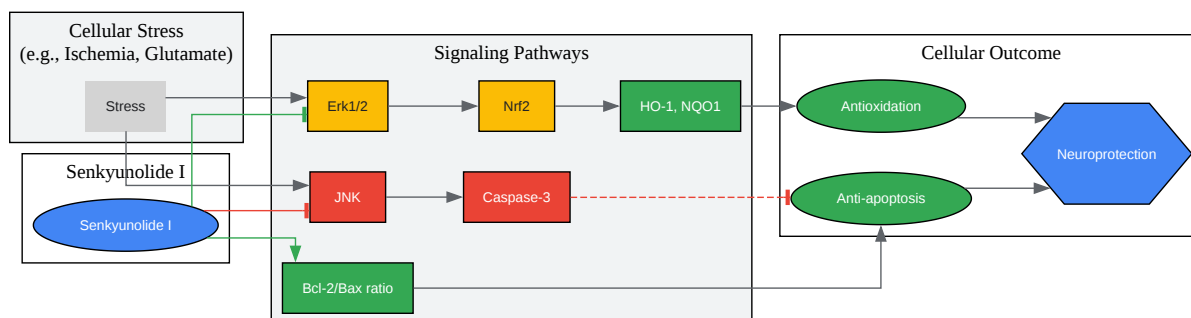 Cellular Stress
(e.g., Ischemia, Glutamate)
Stress
Senkyunolide I
Senkyunolide I
Signaling Pathways
Erk1/2
Nrf2
HO-1, NQO1
JNK
Caspase-3
Bcl-2/Bax ratio
Cellular Outcome
Antioxidation
Neuroprotection
Anti-apoptosis